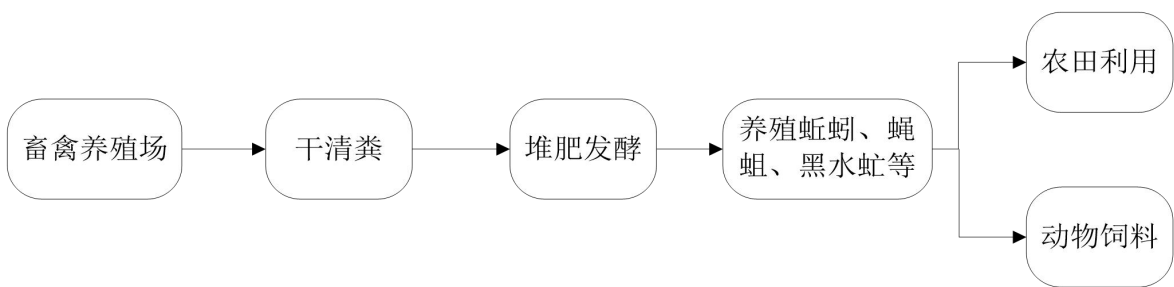 畜禽养殖场
干清粪
堆肥发酵
养殖蚯蚓、蝇
蛆、黑水虻等
农田利用
动物饲料